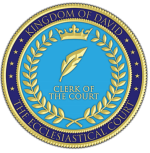 KINGDOM OF DAVID
CLERK OF
THE COURT
THE ECCLESIASTICAL COURT